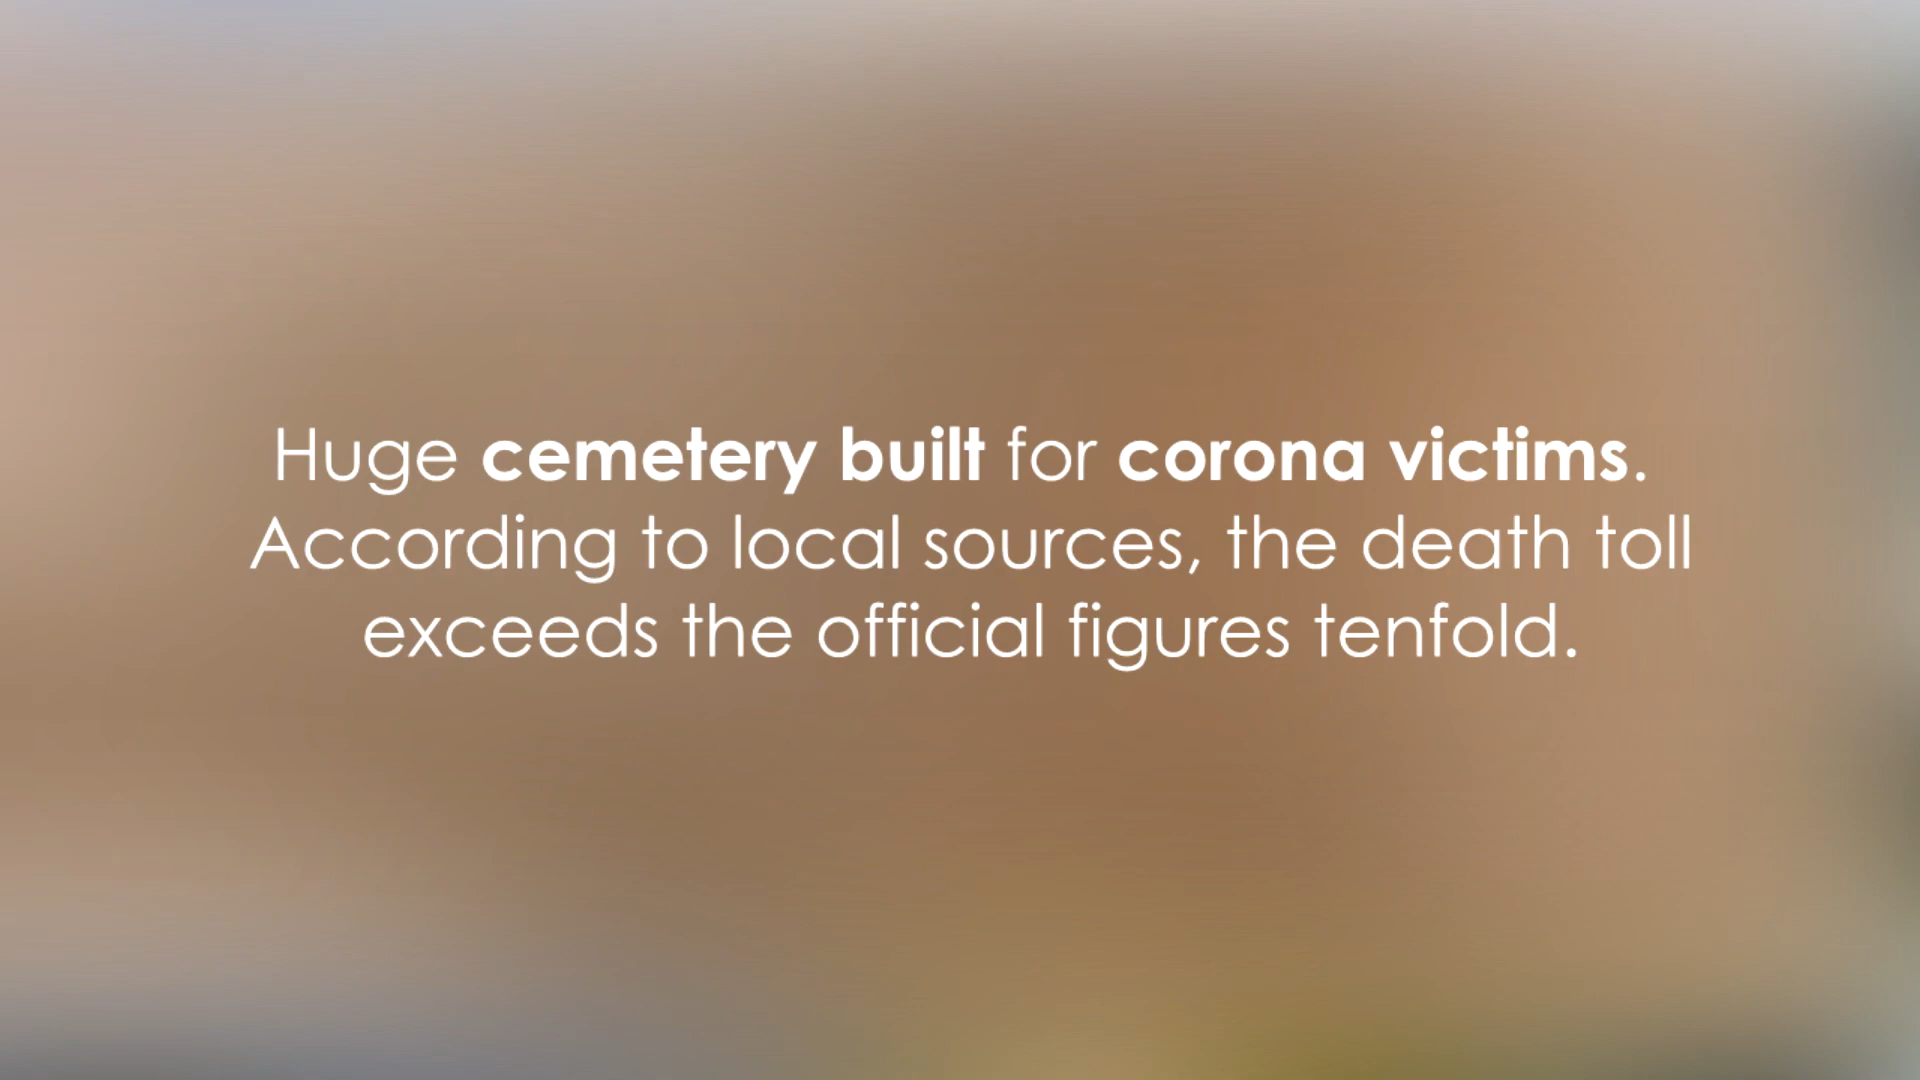 Huge cemetery built for corona victims.
According to local sources, the death toll
exceeds the official figures tenfold.